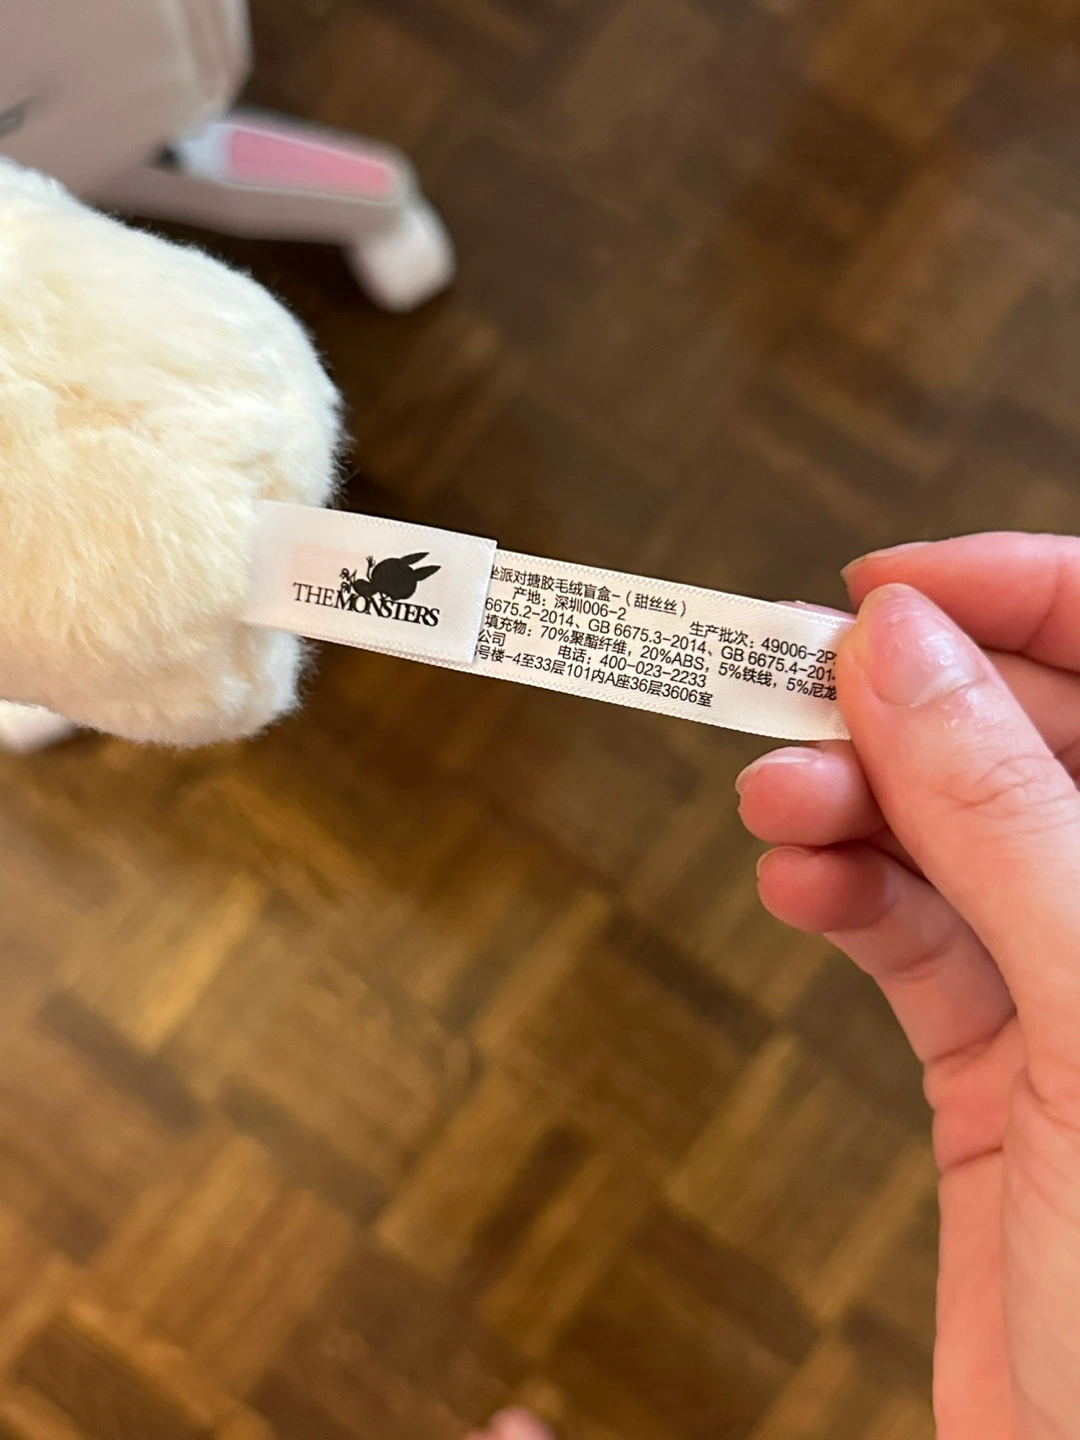 THE MONSTERS
坐派对搪胶毛绒盲盒-（甜丝丝）
产地：深圳006-2 生产批次：49006-2P
6675.2-2014、GB 6675.3-2014、GB 6675.4-201
填充物：70%聚酯纤维，20%ABS，5%铁线，5%尼龙
公司 电话：400-023-2233
号楼-4至33层101内A座36层3606室